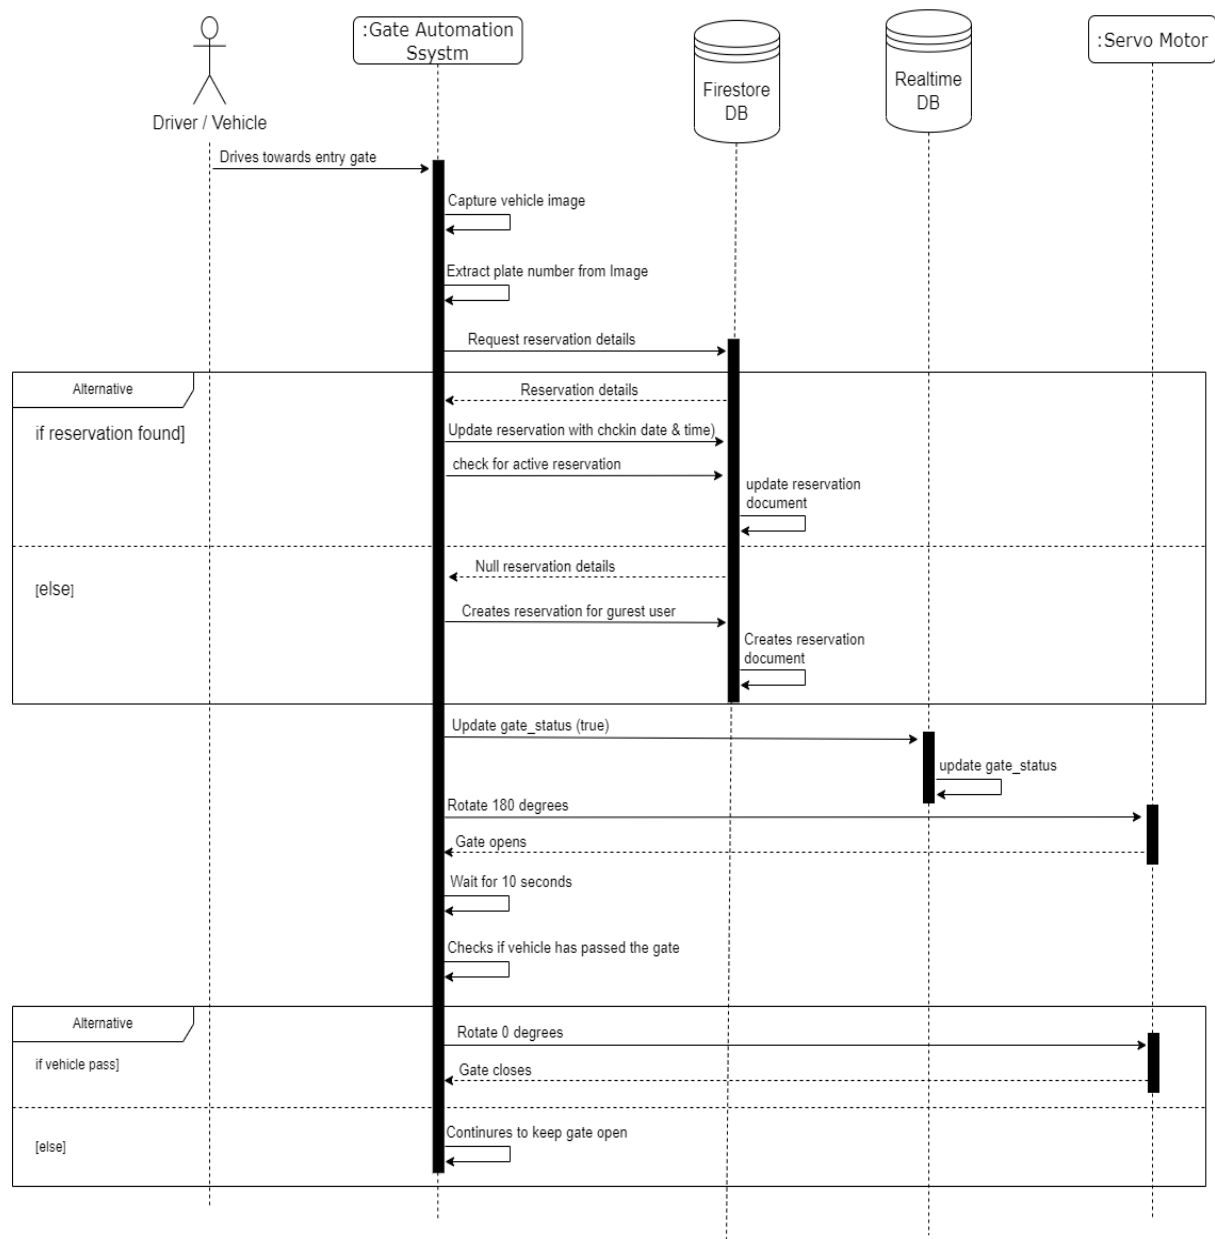 :Gate Automation
Ssystm
:Servo Motor
Firestore
DB
Realtime
DB
Driver / Vehicle
Drives towards entry gate
Capture vehicle image
Extract plate number from Image
Request reservation details
Alternative
Reservation details
if reservation found]
Update reservation with chckin date & time)
check for active reservation
update reservation
document
Null reservation details
[else]
Creates reservation for gurest user
Creates reservation
document
Update gate_status (true)
update gate_status
Rotate 180 degrees
Gate opens
Wait for 10 seconds
Checks if vehicle has passed the gate
Alternative
Rotate 0 degrees
if vehicle pass]
Gate closes
Continures to keep gate open
[else]